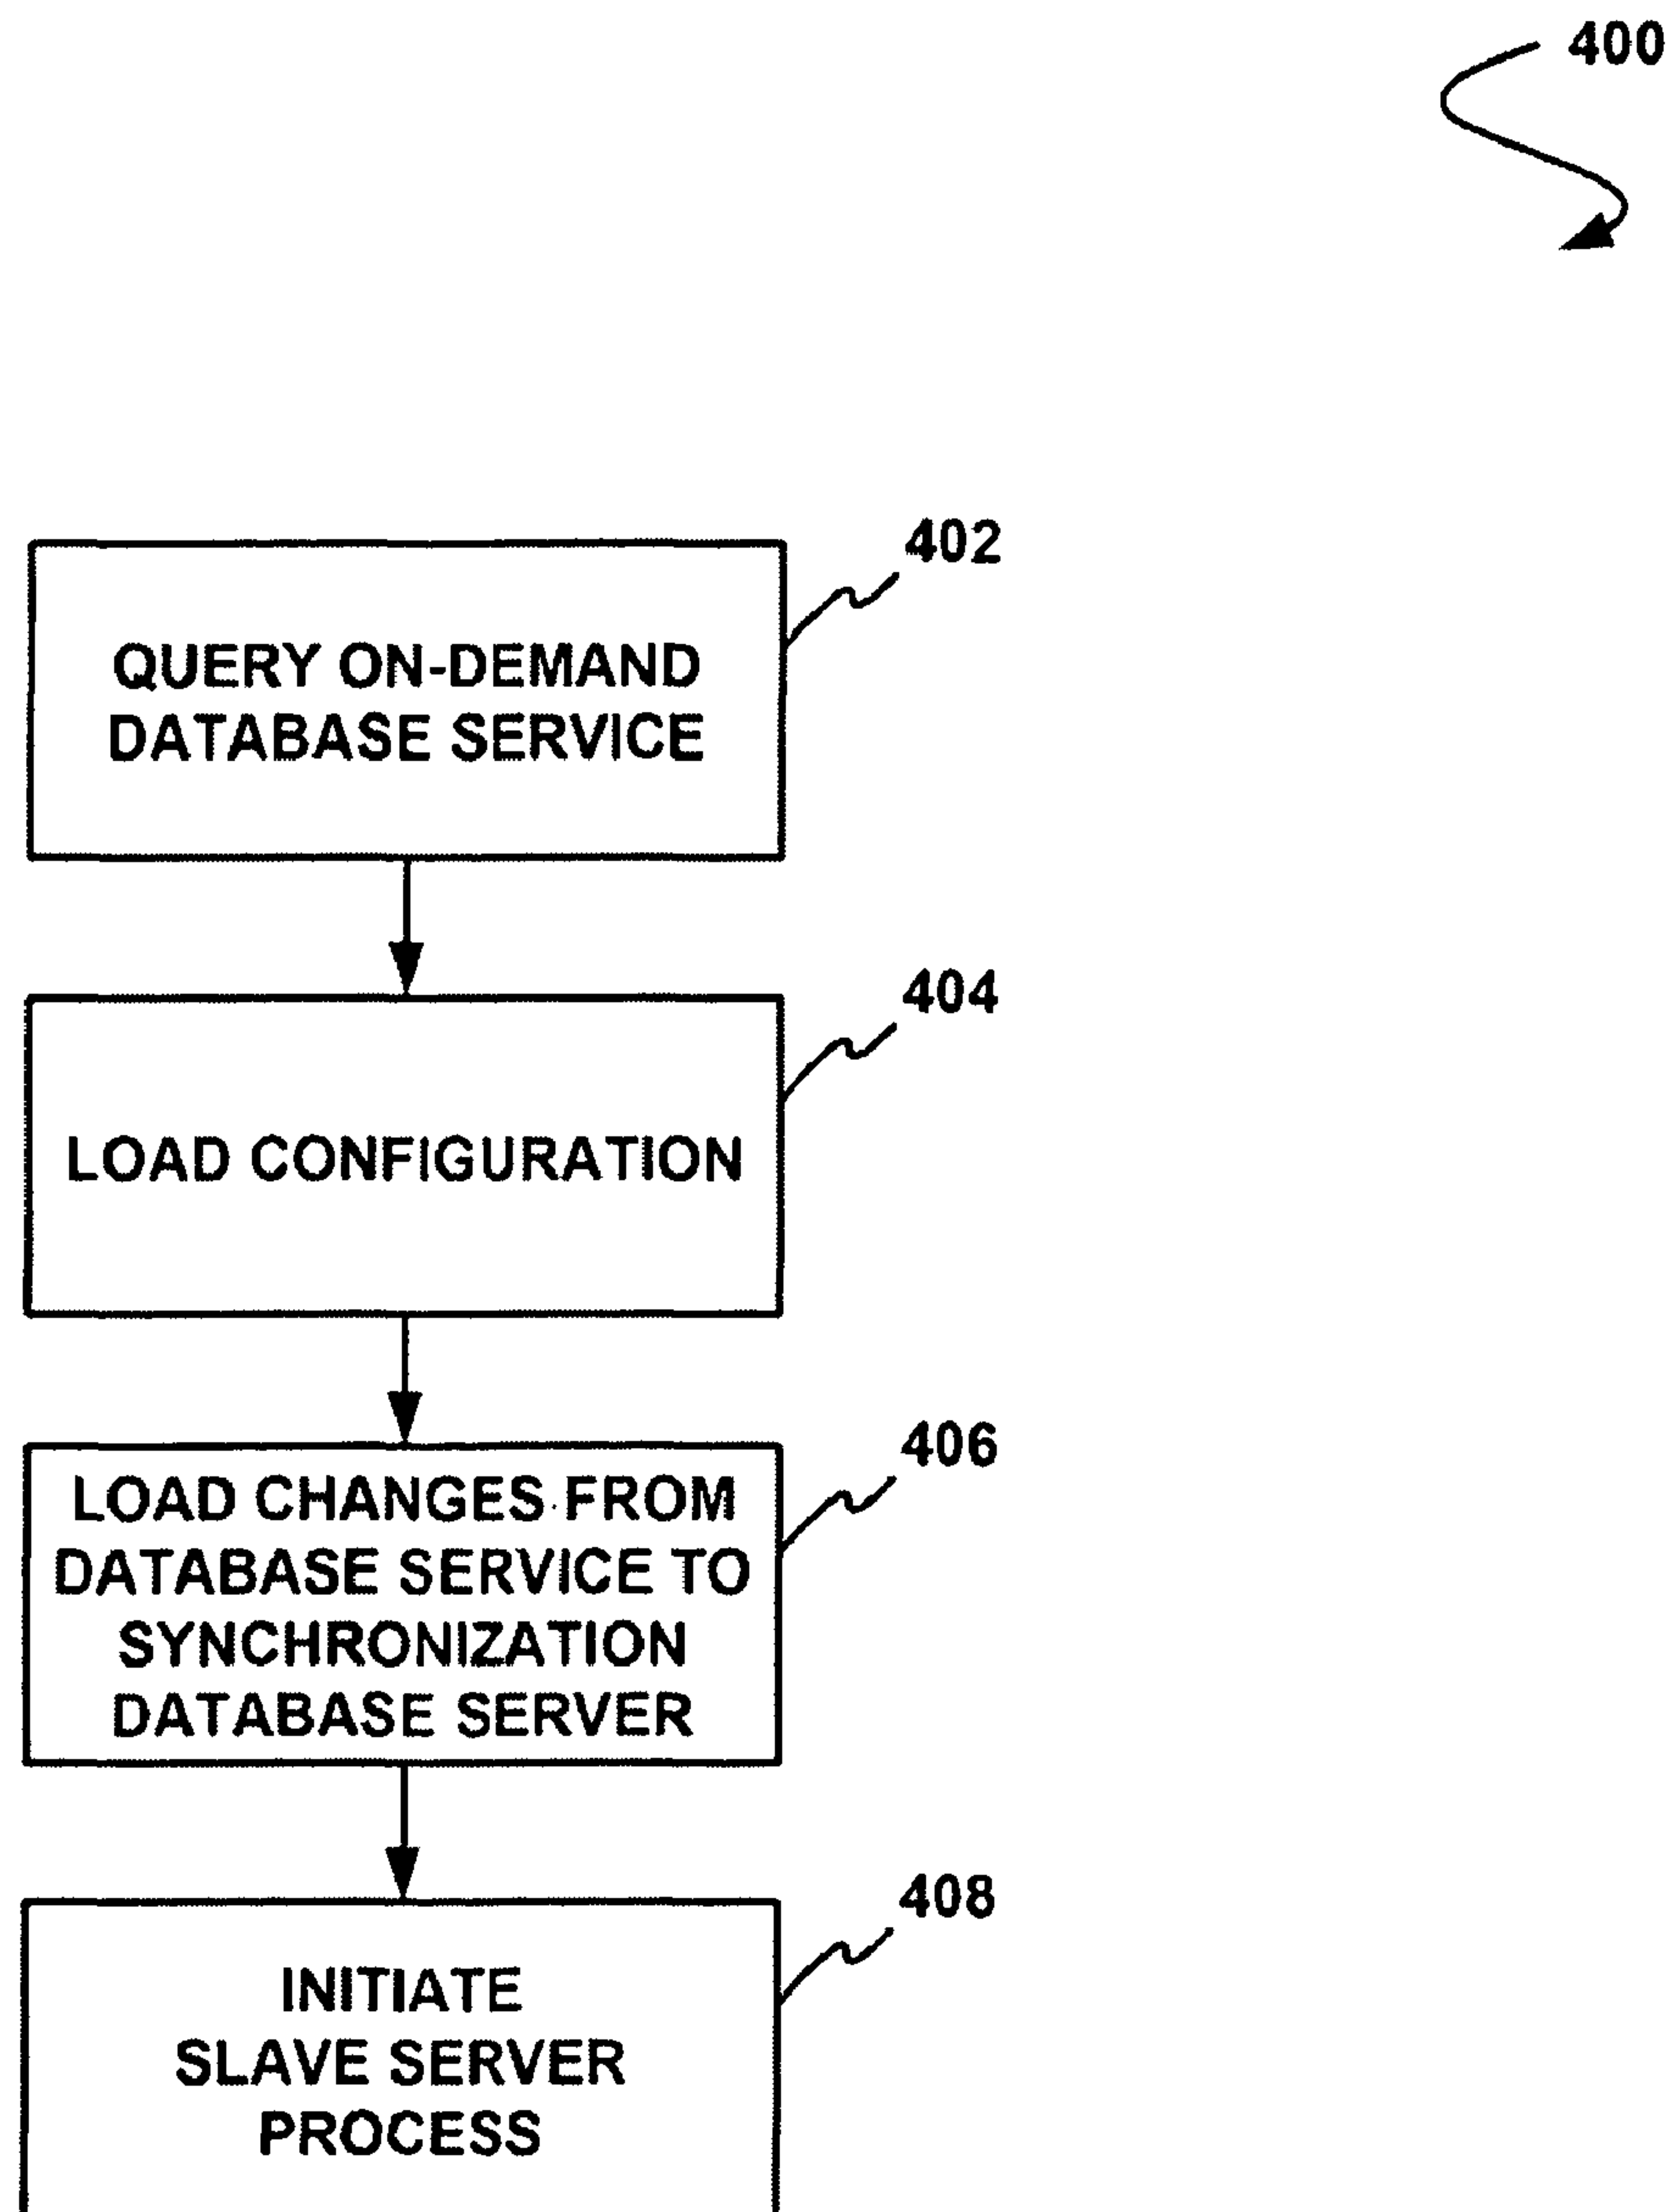 400
402
QUERY ON-DEMAND
DATABASE SERVICE
404
LOAD CONFIGURATION
406
LOAD CHANGES FROM
DATABASE SERVICE TO
SYNCHRONIZATION
DATABASE SERVER
408
INITIATE
SLAVE SERVER
PROCESS